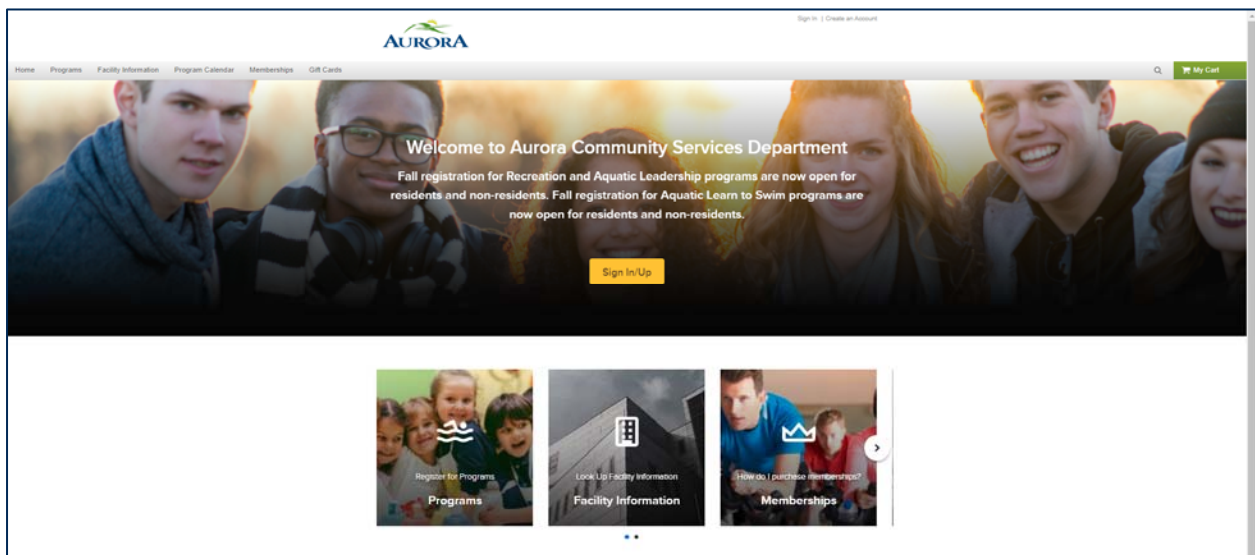 Sign In | Create an Account
AURORA
Home Programs Facility Information Program Calendar Memberships Gift Cards
My Cart
Welcome to Aurora Community Services Department
Fall registration for Recreation and Aquatic Leadership programs are now open for
residents and non-residents. Fall registration for Aquatic Learn to Swim programs are
now open for residents and non-residents.
Sign In/Up
Register for Programs
Programs
Look Up Facility Information
Facility Information
How do I purchase memberships?
Memberships